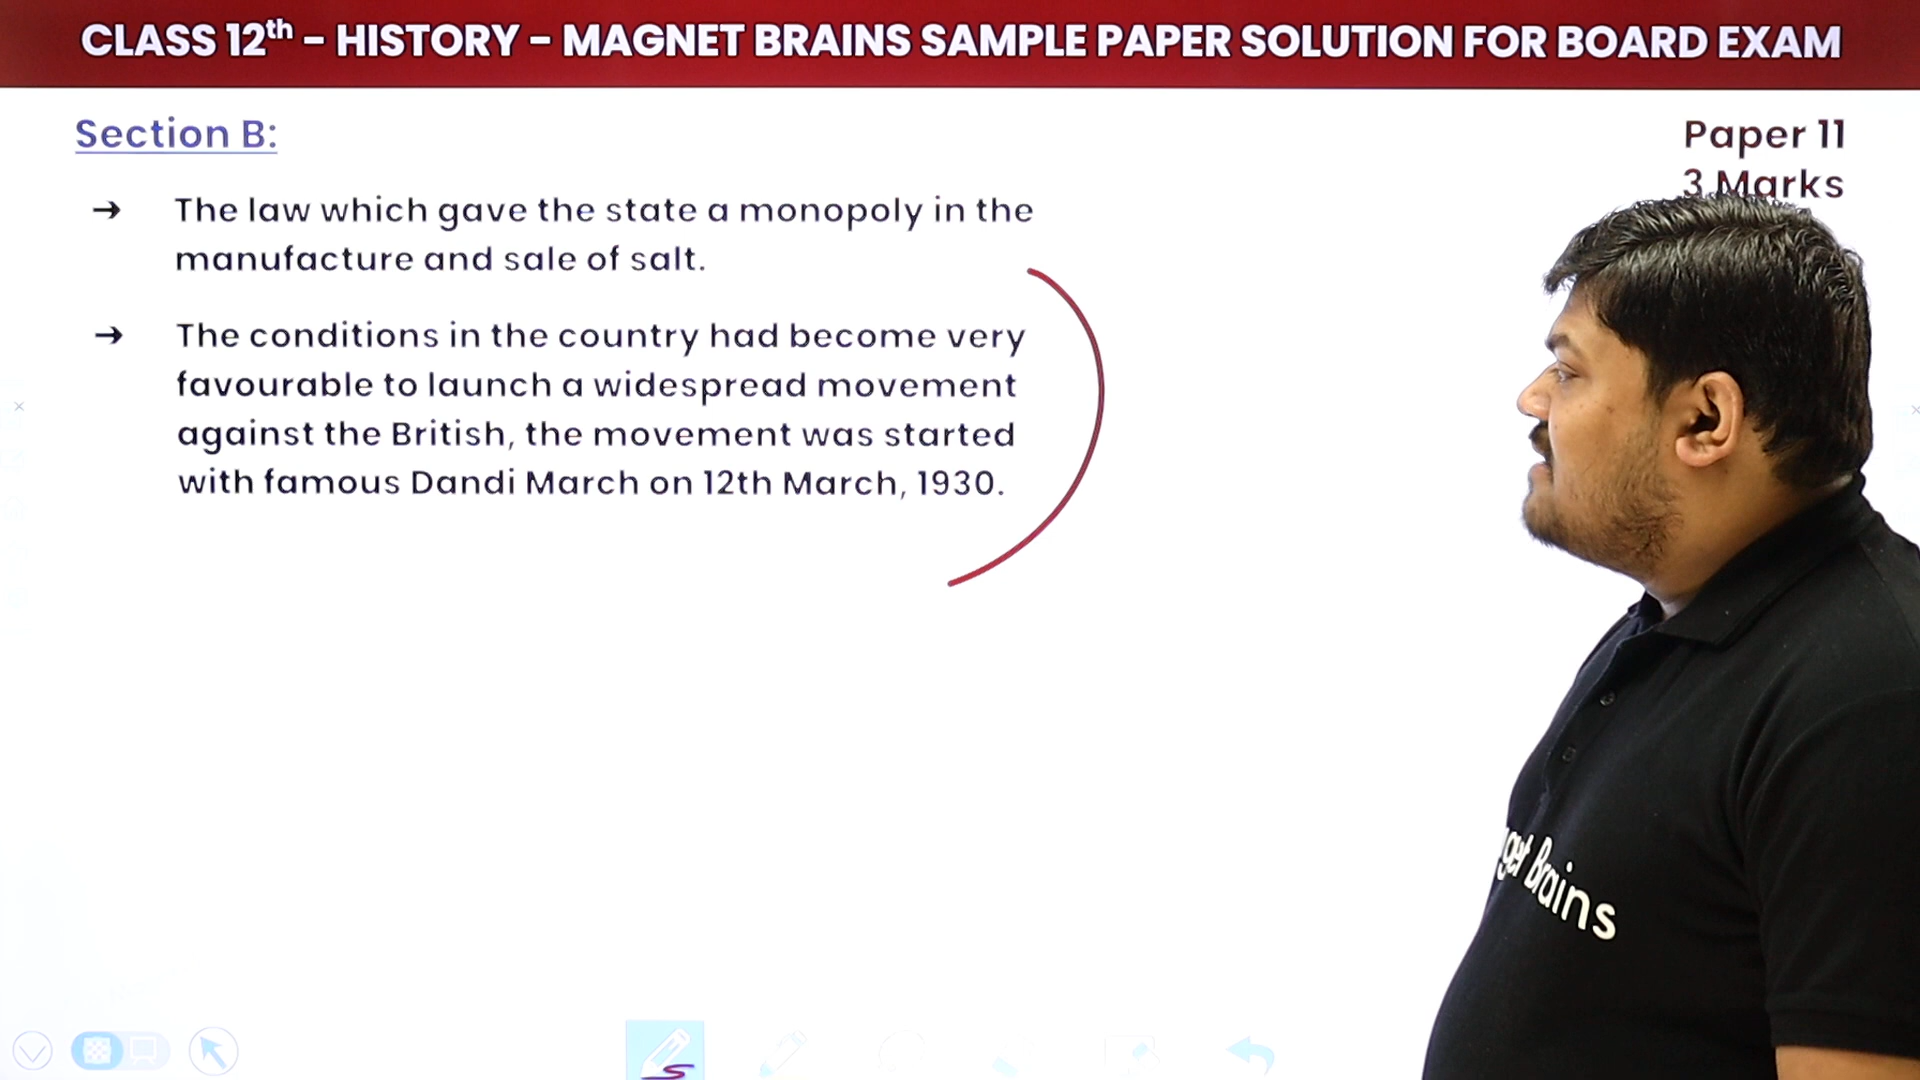 CLASS 12th - HISTORY - MAGNET BRAINS SAMPLE PAPER SOLUTION FOR BOARD EXAM
Section B:
Paper 11
3 Marks
→ The law which gave the state a monopoly in the
manufacture and sale of salt.
→ The conditions in the country had become very
favourable to launch a widespread movement
against the British, the movement was started
with famous Dandi March on 12th March, 1930.
Brains